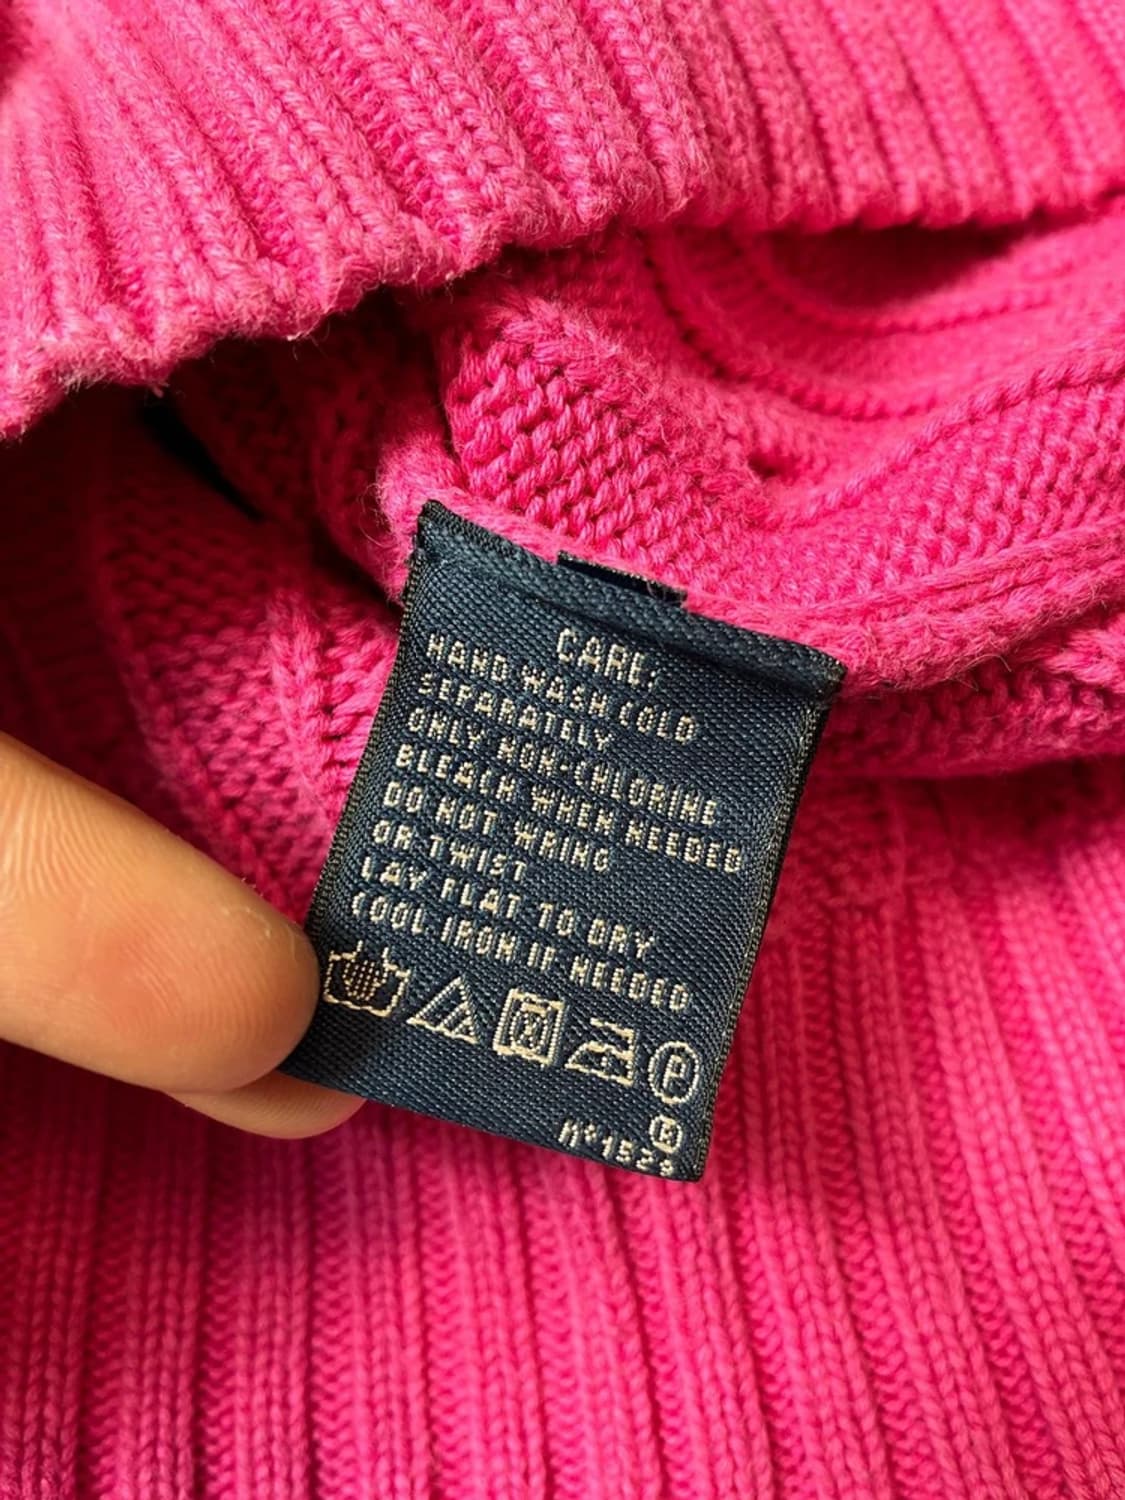 CARE:
HAND WASH COLD
SEPARATELY
ONLY NON-CHLORINE
BLEACH WHEN NEEDED
DO NOT WRING
OR TWIST
LAY FLAT TO DRY
COOL IRON IF NEEDED
P
R
N°152